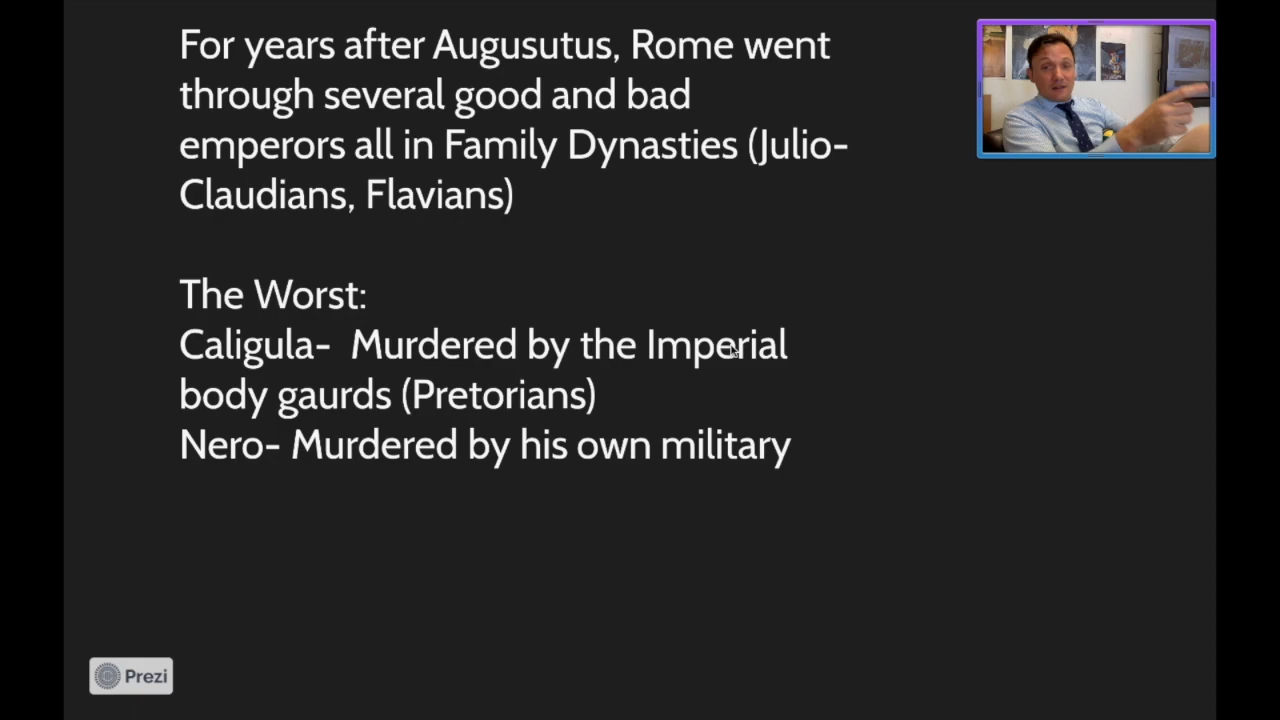 For years after Augusutus, Rome went
through several good and bad
emperors all in Family Dynasties (Julio-
Claudians, Flavians)
The Worst:
Caligula-  Murdered by the Imperial
body gaurds (Pretorians)
Nero- Murdered by his own military
Prezi